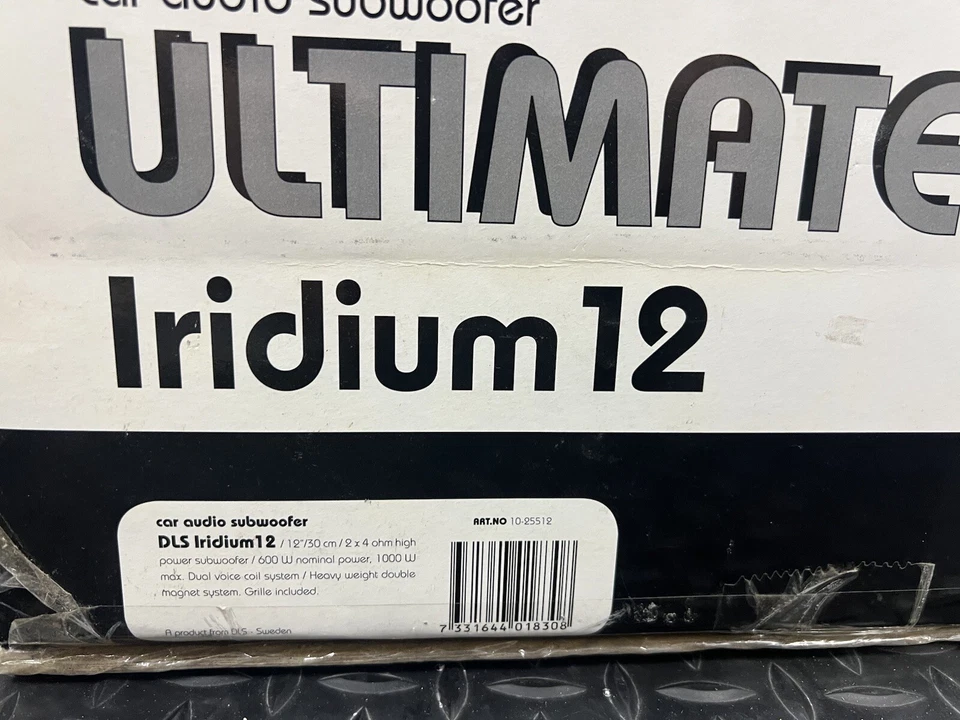 car audio subwoofer
ULTIMATE
Iridium 12
car audio subwoofer
ART.NO 10-25512
DLS Iridium12 / 12"/30 cm / 2 x 4 ohm high
power subwoofer / 600 W nominal power, 1000 W
max. Dual voice coil system / Heavy weight double
magnet system. Grille included.
A product from DLS - Sweden
7 331644 018308